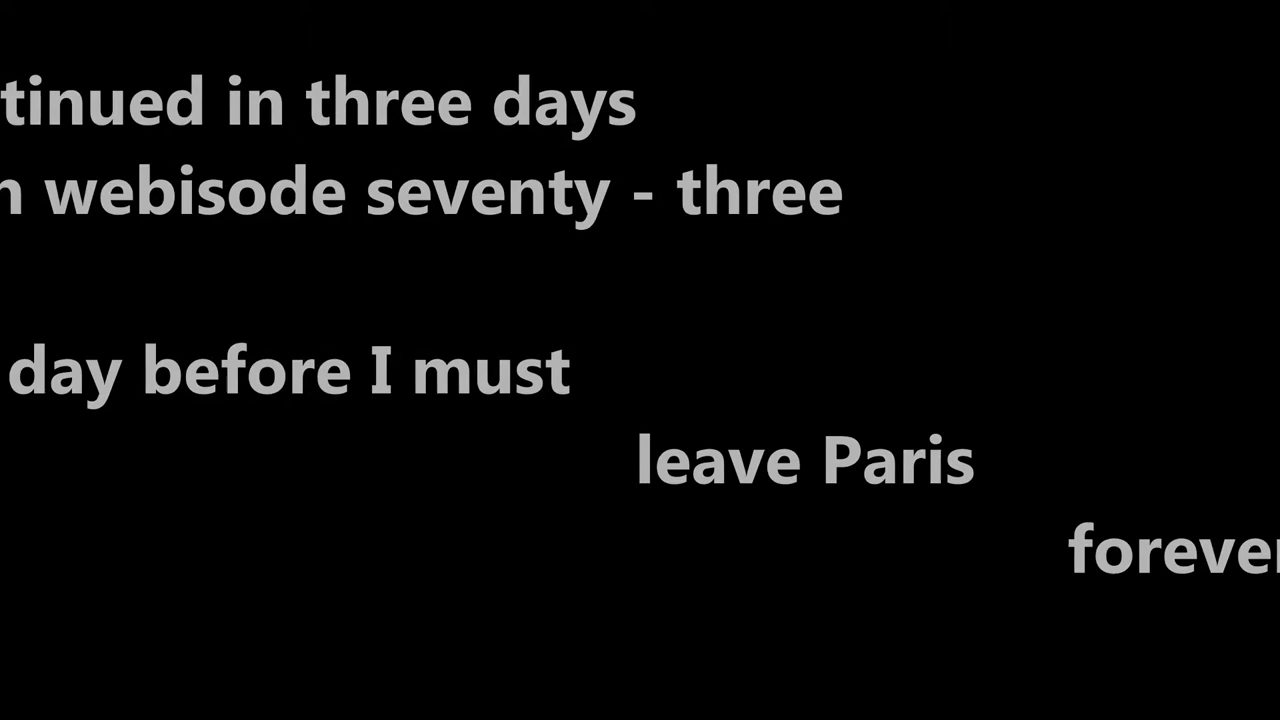 tinued in three days
n webisode seventy - three
day before I must
leave Paris
forever